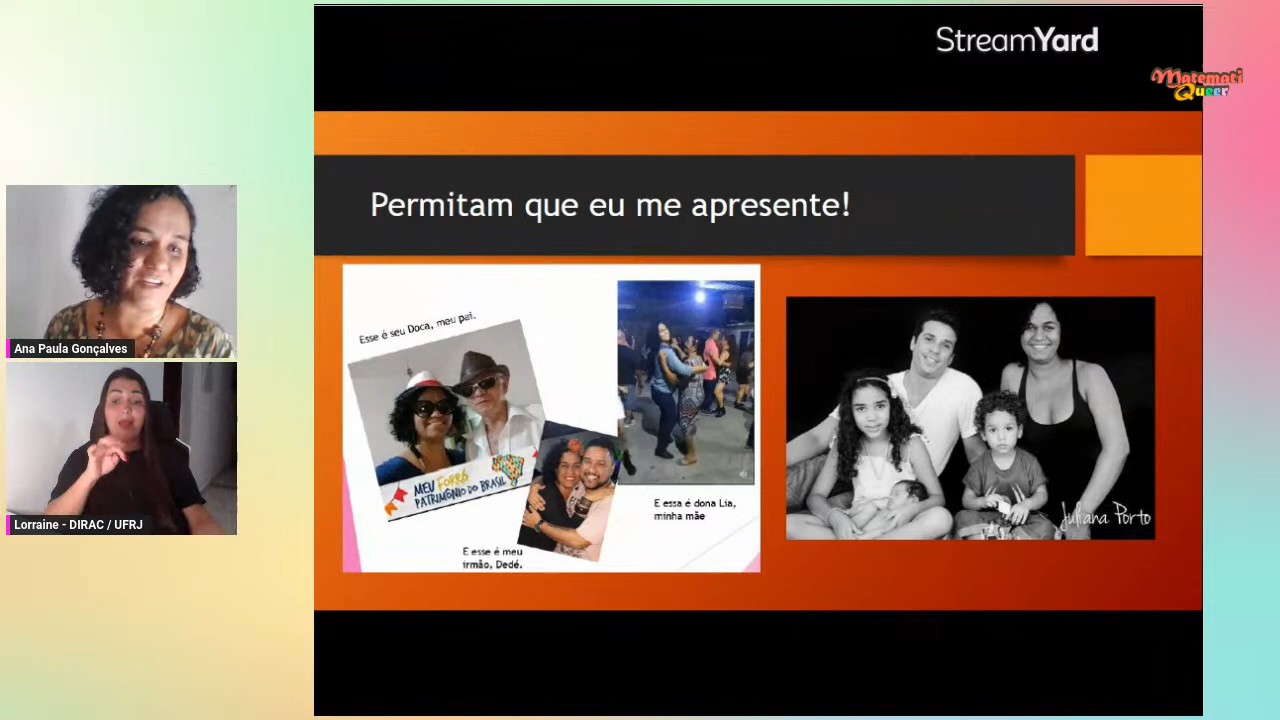 StreamYard
Matemati
Queer
Permitam que eu me apresente!
Esse é seu Doca, meu pai.
MEU FORRÓ
PATRIMÔNIO DO BRASIL
E esse é meu
irmão, Dedé.
E essa é dona Lia,
minha mãe
Juliana Porto
Ana Paula Gonçalves
Lorraine - DIRAC / UFRJ